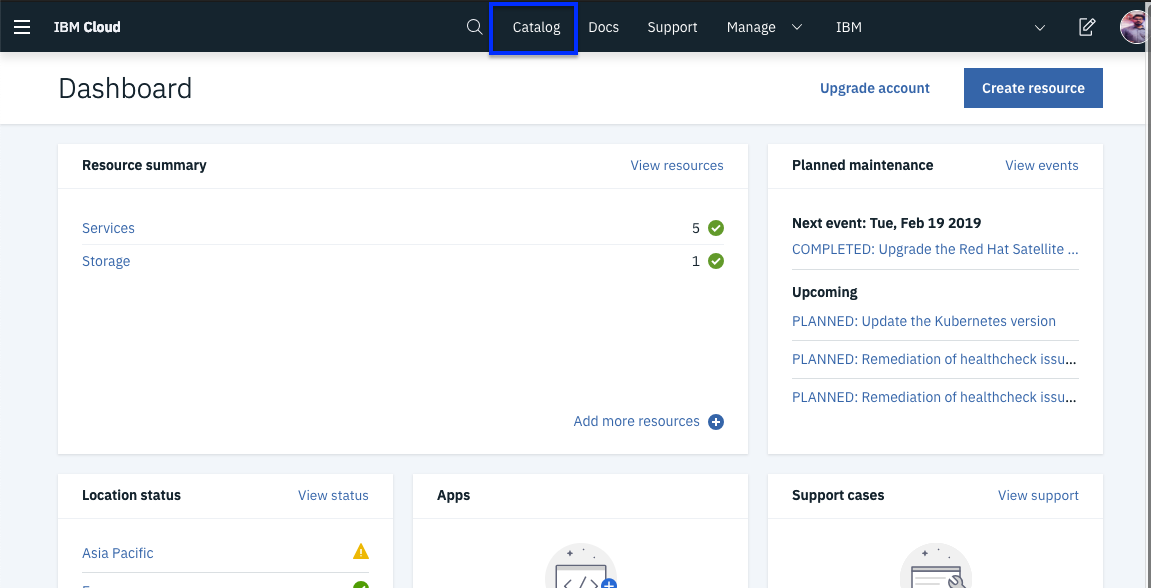 IBM Cloud Catalog Docs Support Manage IBM
Dashboard
Upgrade account
Create resource
Resource summary
View resources
Services 5
Storage 1
Add more resources
Planned maintenance
View events
Next event: Tue, Feb 19 2019
COMPLETED: Upgrade the Red Hat Satellite ...
Upcoming
PLANNED: Update the Kubernetes version
PLANNED: Remediation of healthcheck issu...
PLANNED: Remediation of healthcheck issu...
Location status
View status
Asia Pacific
Apps
Support cases
View support